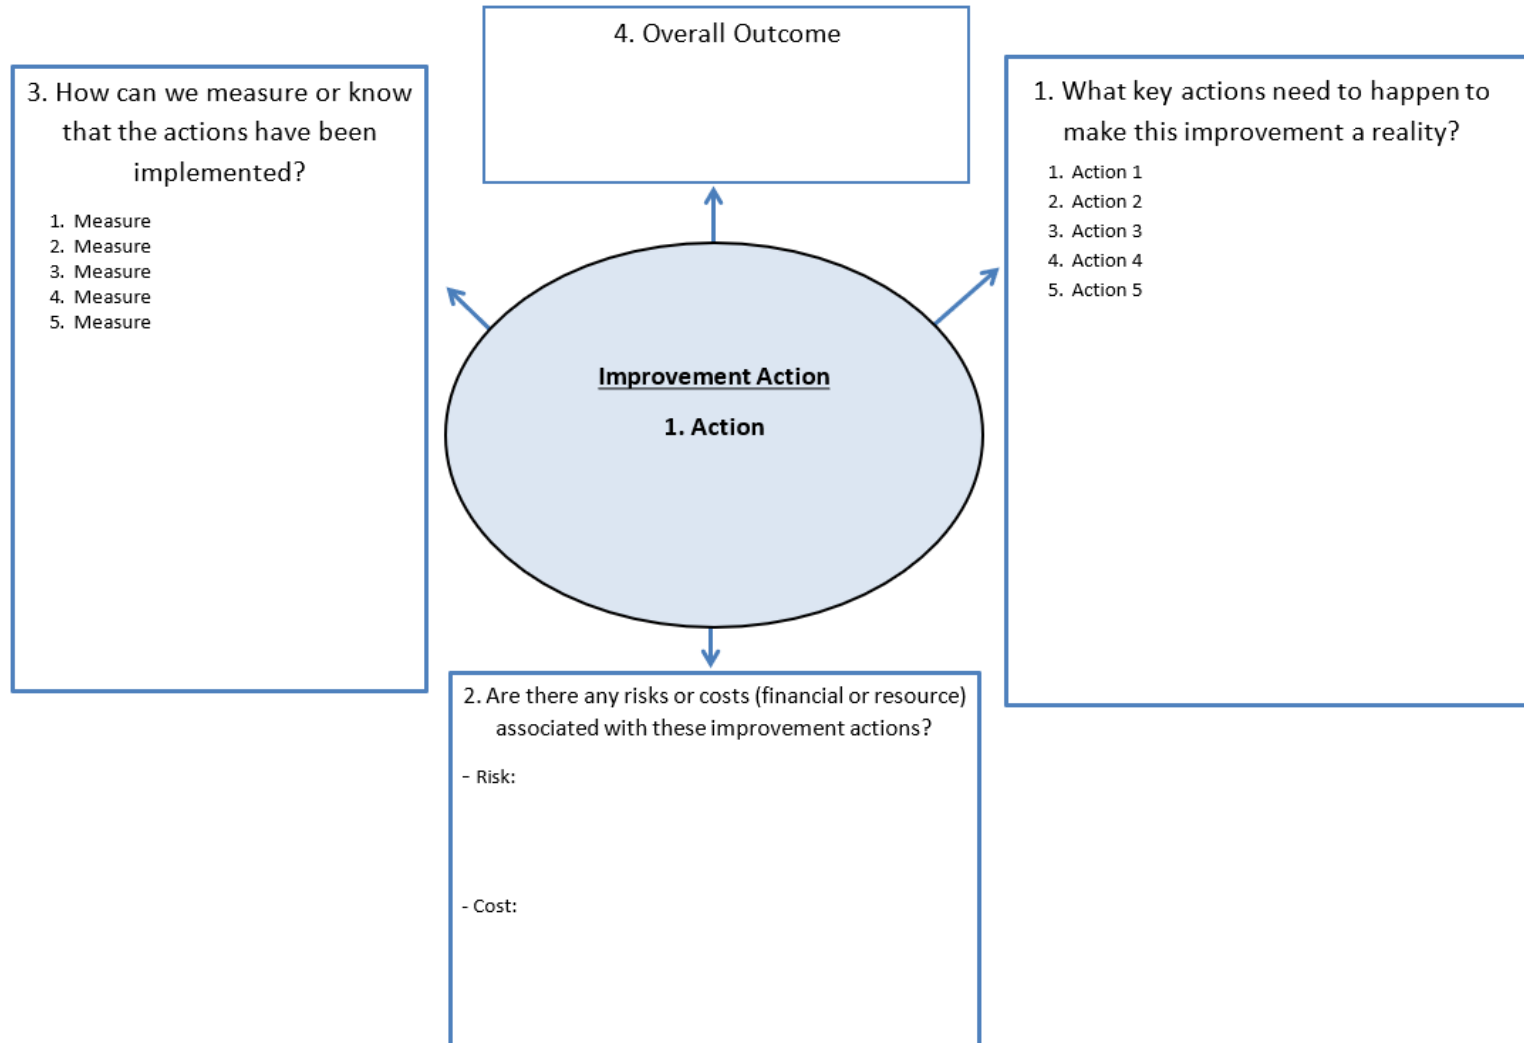 4. Overall Outcome
3. How can we measure or know
that the actions have been
implemented?
1. Measure
2. Measure
3. Measure
4. Measure
5. Measure
1. What key actions need to happen to
make this improvement a reality?
1. Action 1
2. Action 2
3. Action 3
4. Action 4
5. Action 5
Improvement Action
1. Action
2. Are there any risks or costs (financial or resource)
associated with these improvement actions?
- Risk:
- Cost: